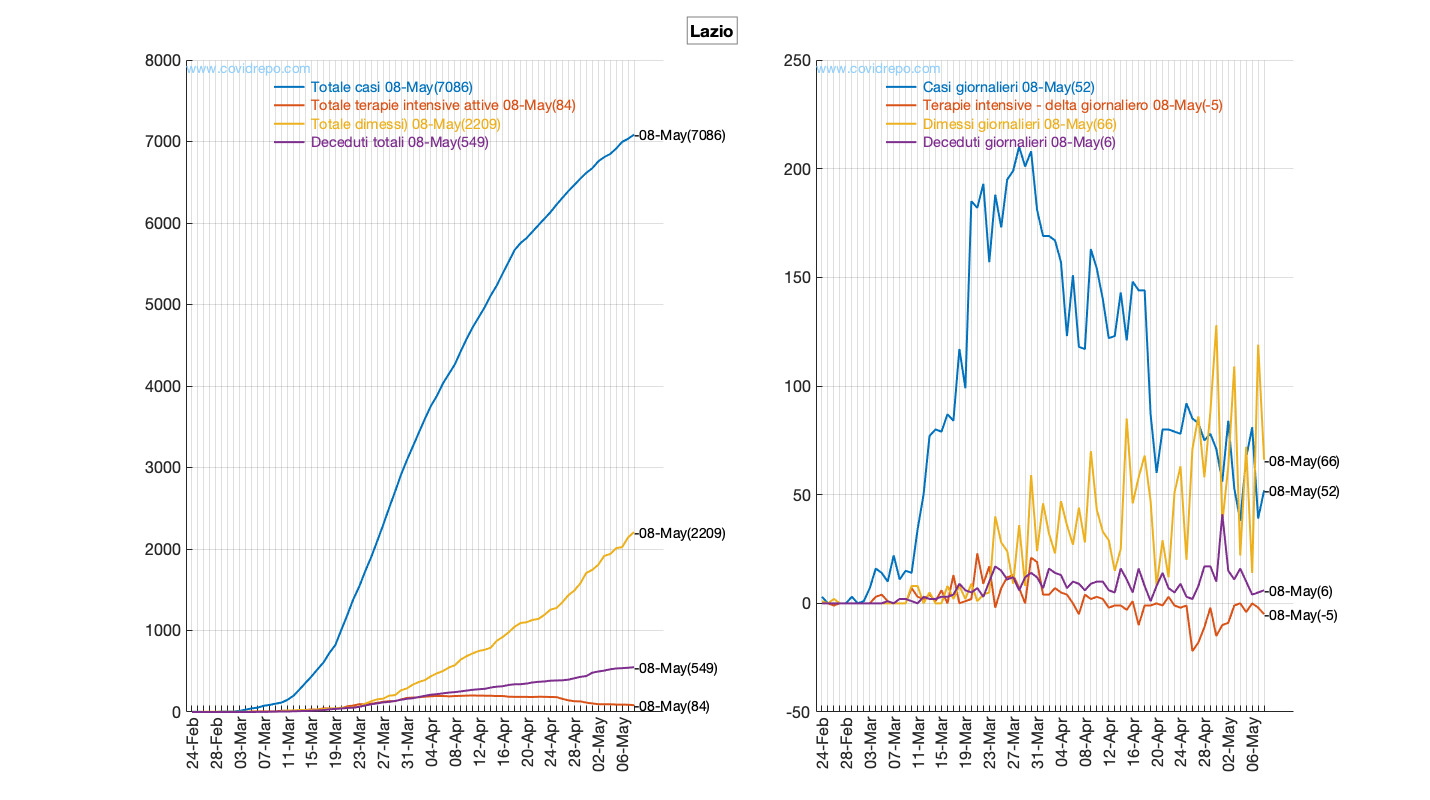 Lazio
www.covidrepo.com
Totale casi 08-May(7086)
Totale terapie intensive attive 08-May(84)
Totale dimessi) 08-May(2209)
Deceduti totali 08-May(549)
8000
7000
6000
5000
4000
3000
2000
1000
0
-08-May(7086)
-08-May(2209)
-08-May(549)
-08-May(84)
24-Feb
28-Feb
03-Mar
07-Mar
11-Mar
15-Mar
19-Mar
23-Mar
27-Mar
31-Mar
04-Apr
08-Apr
12-Apr
16-Apr
20-Apr
24-Apr
28-Apr
02-May
06-May
www.covidrepo.com
Casi giornalieri 08-May(52)
Terapie intensive - delta giornaliero 08-May(-5)
Dimessi giornalieri 08-May(66)
Deceduti giornalieri 08-May(6)
250
200
150
100
50
0
-50
-08-May(66)
-08-May(52)
-08-May(6)
-08-May(-5)
24-Feb
28-Feb
03-Mar
07-Mar
11-Mar
15-Mar
19-Mar
23-Mar
27-Mar
31-Mar
04-Apr
08-Apr
12-Apr
16-Apr
20-Apr
24-Apr
28-Apr
02-May
06-May